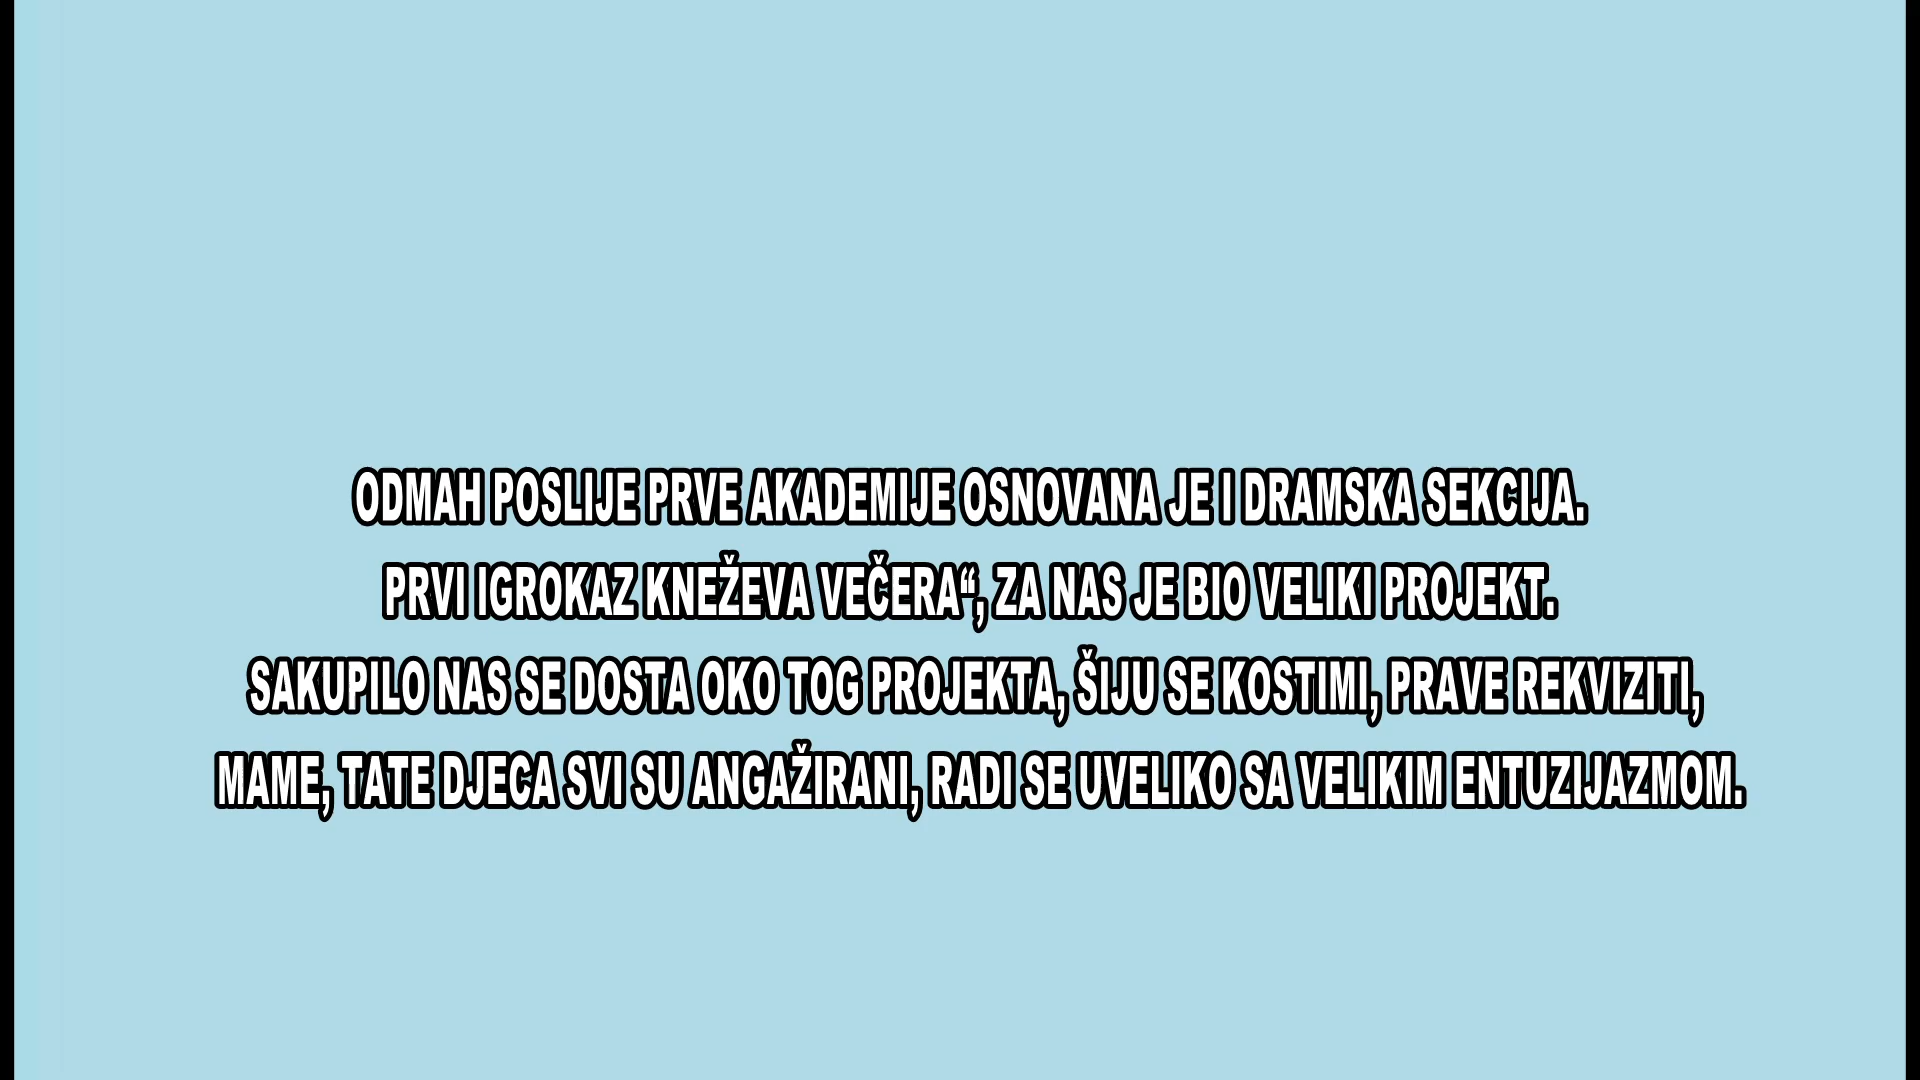 ODMAH POSLIJE PRVE AKADEMIJE OSNOVANA JE I DRAMSKA SEKCIJA.
PRVI IGROKAZ KNEŽEVA VEČERA“, ZA NAS JE BIO VELIKI PROJEKT.
SAKUPILO NAS SE DOSTA OKO TOG PROJEKTA, ŠIJU SE KOSTIMI, PRAVE REKVIZITI,
MAME, TATE DJECA SVI SU ANGAŽIRANI, RADI SE UVELIKO SA VELIKIM ENTUZIJAZMOM.